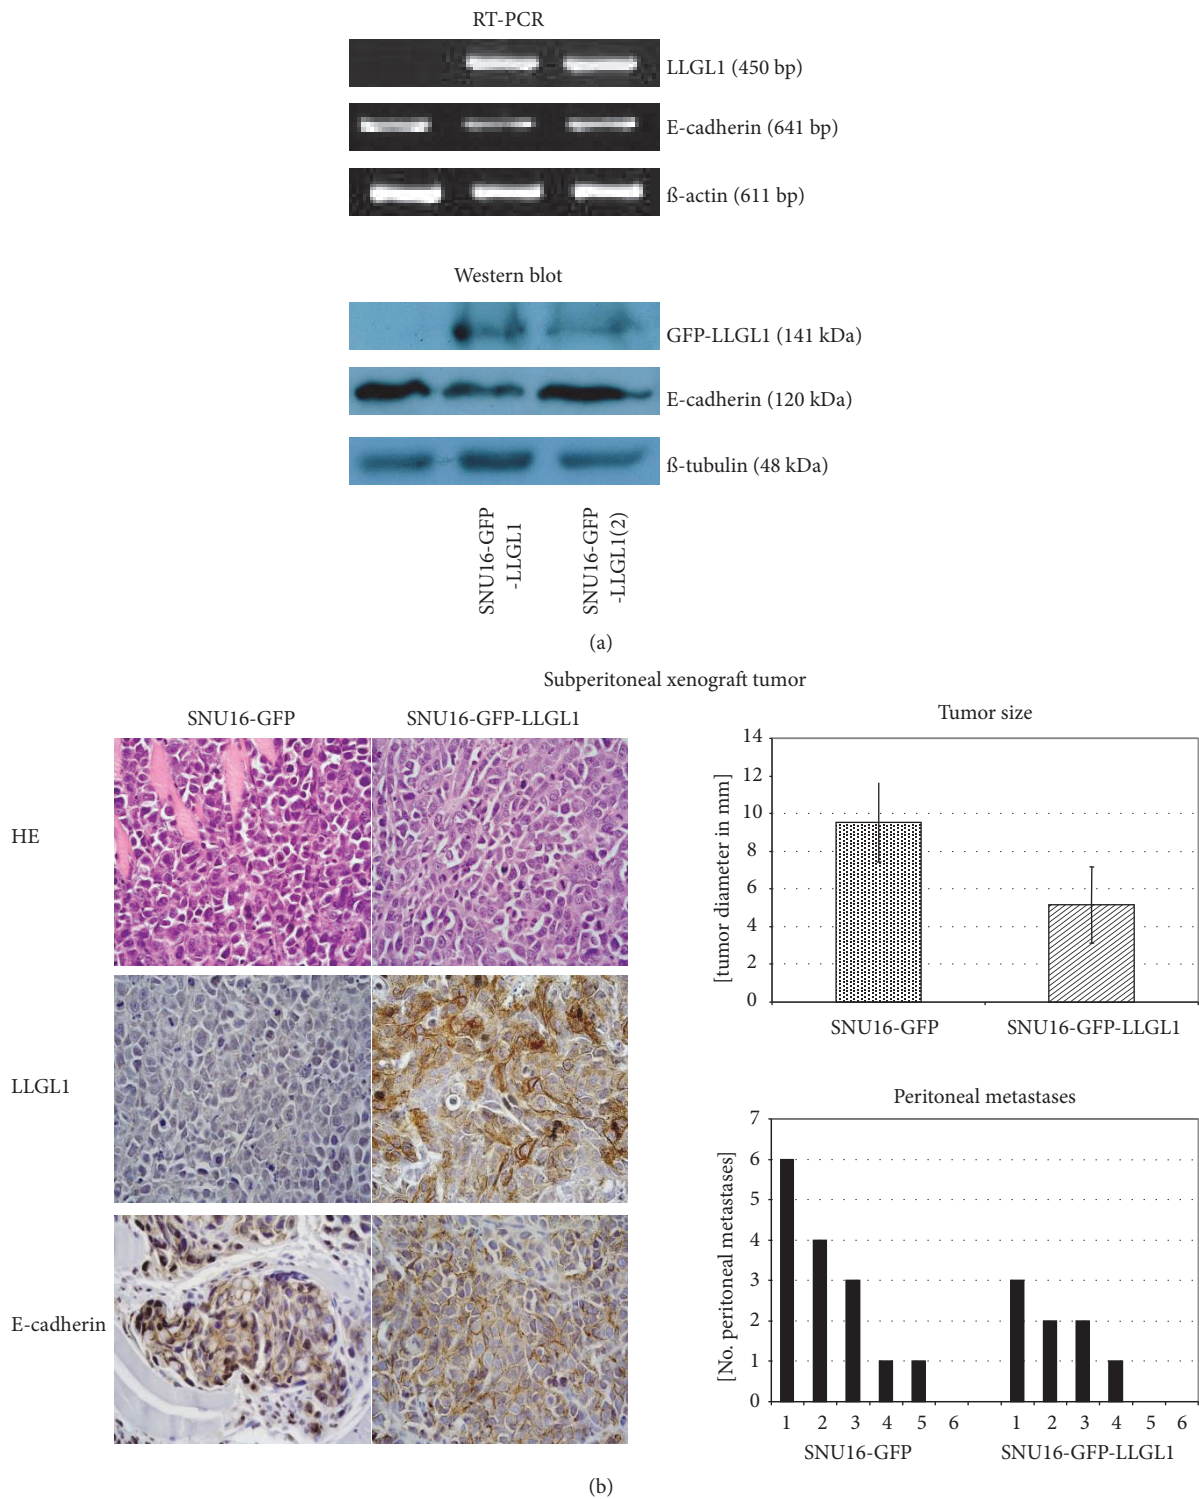 RT-PCR
LLGL1 (450 bp)
E-cadherin (641 bp)
ß-actin (611 bp)
Western blot
GFP-LLGL1 (141 kDa)
E-cadherin (120 kDa)
ß-tubulin (48 kDa)
SNU16-GFP
-LLGL1
SNU16-GFP
-LLGL1(2)
(a)
Subperitoneal xenograft tumor
SNU16-GFP
SNU16-GFP-LLGL1
HE
LLGL1
E-cadherin
Tumor size
[tumor diameter in mm]
14
12
10
8
6
4
2
0
SNU16-GFP
SNU16-GFP-LLGL1
Peritoneal metastases
[No. peritoneal metastases]
7
6
5
4
3
2
1
0
1 2 3 4 5 6 1 2 3 4 5 6
SNU16-GFP
SNU16-GFP-LLGL1
(b)